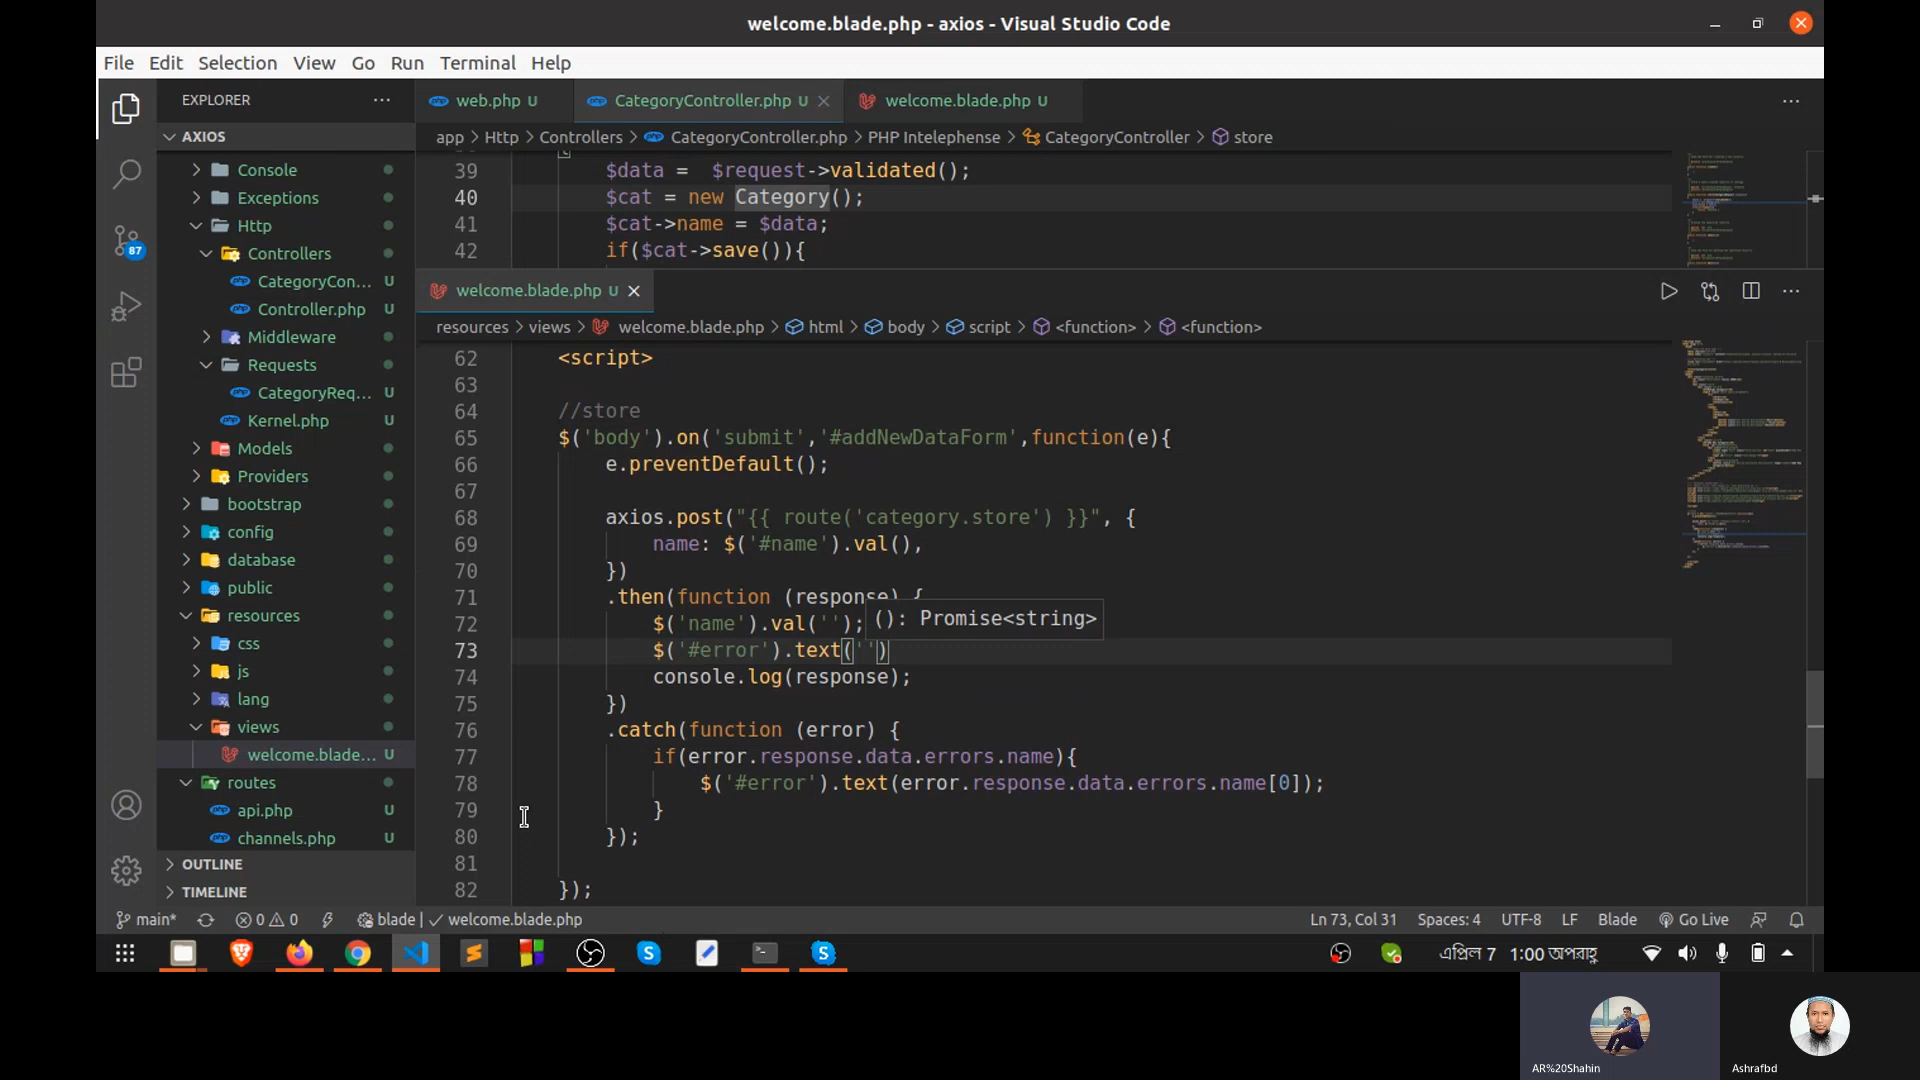 welcome.blade.php - axios - Visual Studio Code
File Edit Selection View Go Run Terminal Help
EXPLORER
AXIOS
Console
Exceptions
Http
Controllers
CategoryCon... U
Controller.php U
Middleware
Requests
CategoryReq... U
Kernel.php U
Models
Providers
bootstrap
config
database
public
resources
css
js
lang
views
welcome.blade... U
routes
api.php U
channels.php U
OUTLINE
TIMELINE
87
web.php U CategoryController.php U welcome.blade.php U
app > Http > Controllers > CategoryController.php > PHP Intelephense > CategoryController > store
39 $data = $request->validated();
40 $cat = new Category();
41 $cat->name = $data;
42 if($cat->save()){
welcome.blade.php U
resources > views > welcome.blade.php > html > body > script > <function> > <function>
62 <script>
63
64 //store
65 $('body').on('submit','#addNewDataForm',function(e){
66 e.preventDefault();
67
68 axios.post("{{ route('category.store') }}", {
69 name: $('#name').val(),
70 })
71 .then(function (response) {
72 $('name').val('');
(): Promise<string>
73 $('#error').text('')
74 console.log(response);
75 })
76 .catch(function (error) {
77 if(error.response.data.errors.name){
78 $('#error').text(error.response.data.errors.name[0]);
79 }
80 });
81
82 });
main* 0 0 blade | welcome.blade.php Ln 73, Col 31 Spaces: 4 UTF-8 LF Blade Go Live
এপ্রিল 7 1:00 অপরাহ্ণ
AR%20Shahin Ashrafbd